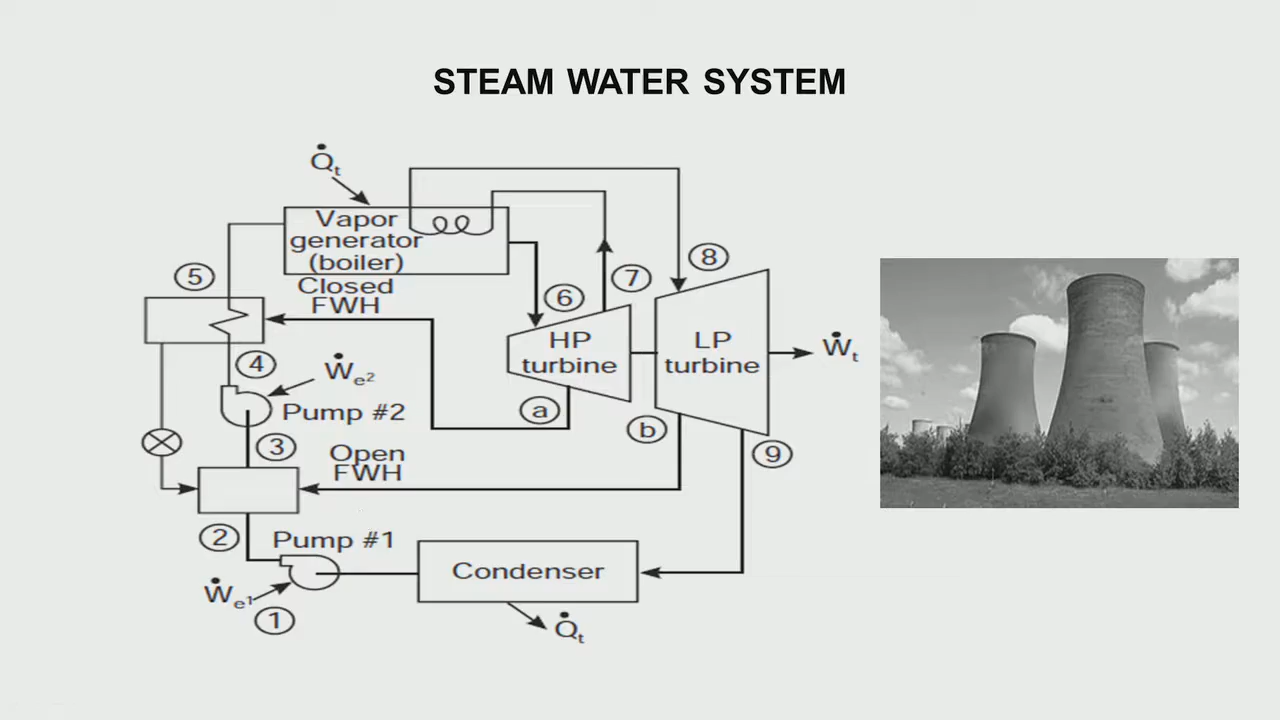 STEAM WATER SYSTEM
Q̇t
Vapor
generator
(boiler)
Closed
FWH
5
6
7
8
HP
turbine
LP
turbine
Ẇt
4
Ẇe2
Pump #2
a
b
3
9
Open
FWH
2
Pump #1
Condenser
Ẇe1
1
Q̇t